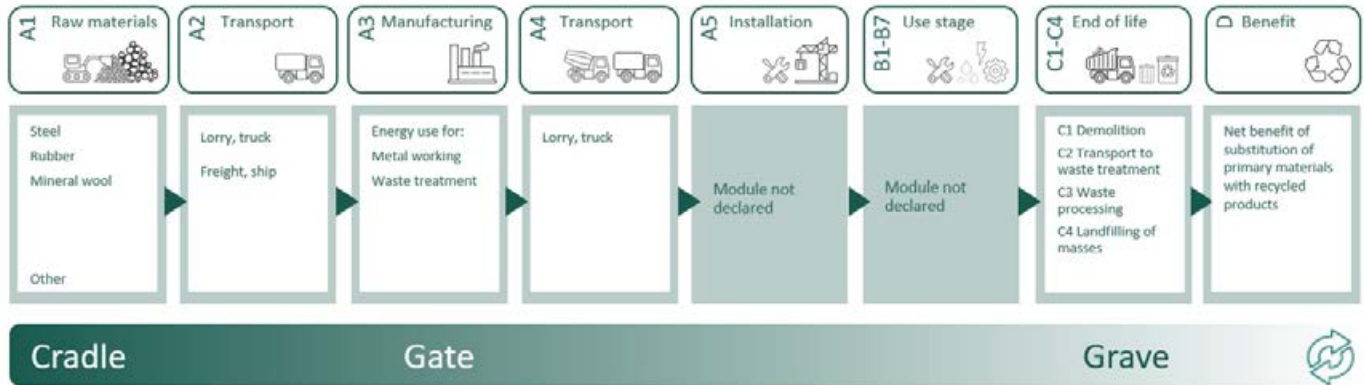 A1 Raw materials
A2 Transport
A3 Manufacturing
A4 Transport
A5 Installation
B1-B7 Use stage
C1-C4 End of life
D Benefit
Steel
Rubber
Mineral wool
Other
Lorry, truck
Freight, ship
Energy use for:
Metal working
Waste treatment
Lorry, truck
Module not
declared
Module not
declared
C1 Demolition
C2 Transport to
waste treatment
C3 Waste
processing
C4 Landfilling of
masses
Net benefit of
substitution of
primary materials
with recycled
products
Cradle
Gate
Grave